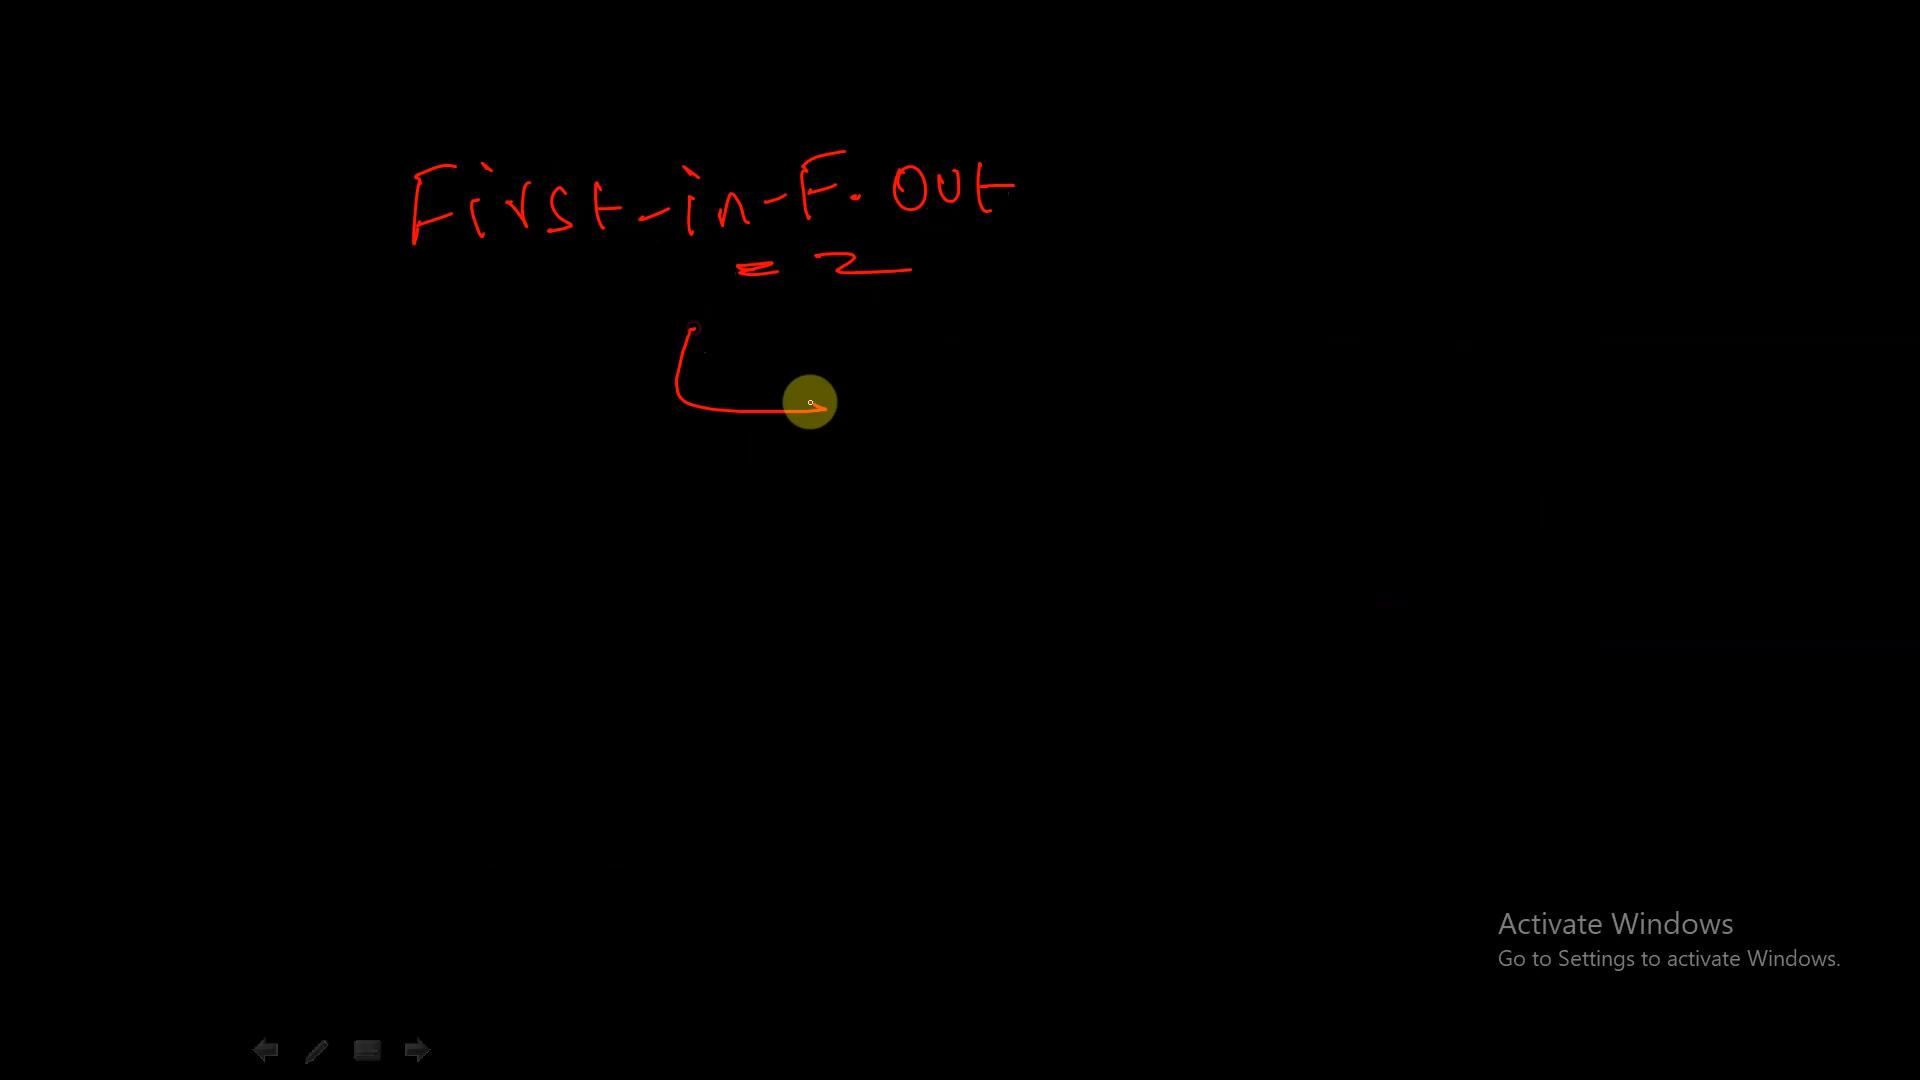 First-in-F. Out
Activate Windows
Go to Settings to activate Windows.